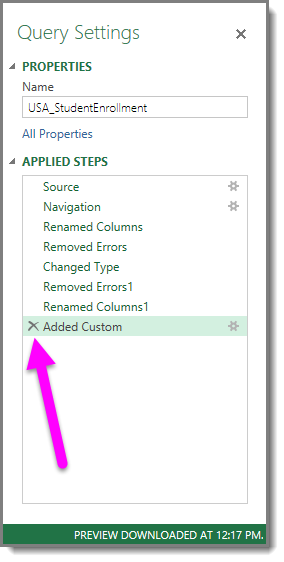 Query Settings
PROPERTIES
Name
USA_StudentEnrollment
All Properties
APPLIED STEPS
Source
Navigation
Renamed Columns
Removed Errors
Changed Type
Removed Errors1
Renamed Columns1
Added Custom
PREVIEW DOWNLOADED AT 12:17 PM.